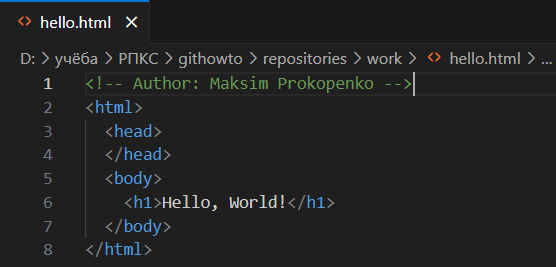 hello.html
D: > учёба > РПКС > githowto > repositories > work > hello.html > ...
1 <!-- Author: Maksim Prokopenko -->
2 <html>
3   <head>
4   </head>
5   <body>
6     <h1>Hello, World!</h1>
7   </body>
8 </html>